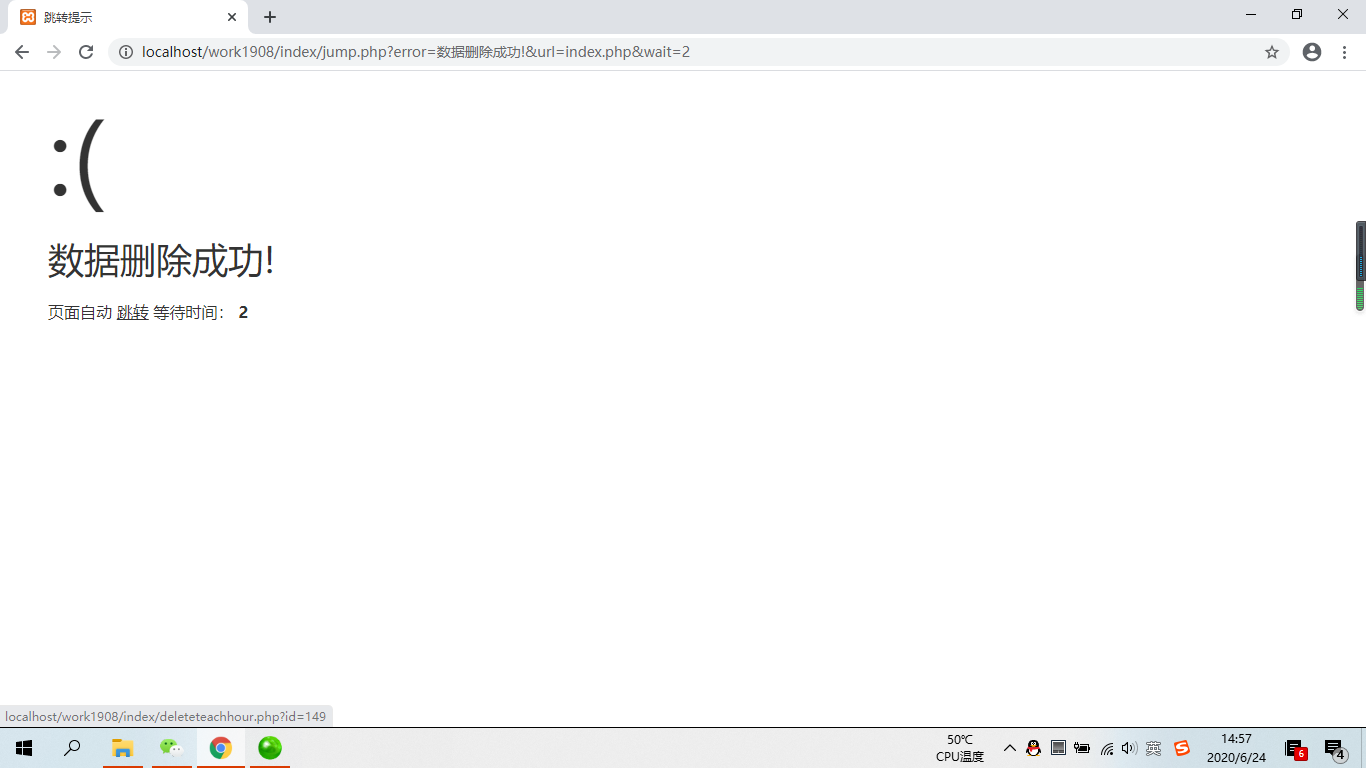 跳转提示
localhost/work1908/index/jump.php?error=数据删除成功!&url=index.php&wait=2
:(
数据删除成功!
页面自动 跳转 等待时间： 2
localhost/work1908/index/deleteteachhour.php?id=149
50℃
CPU温度
英
14:57
2020/6/24
6
4